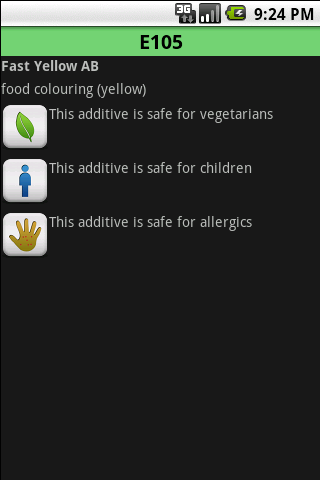 3G 9:24 PM
E105
Fast Yellow AB
food colouring (yellow)
This additive is safe for vegetarians
This additive is safe for children
This additive is safe for allergics